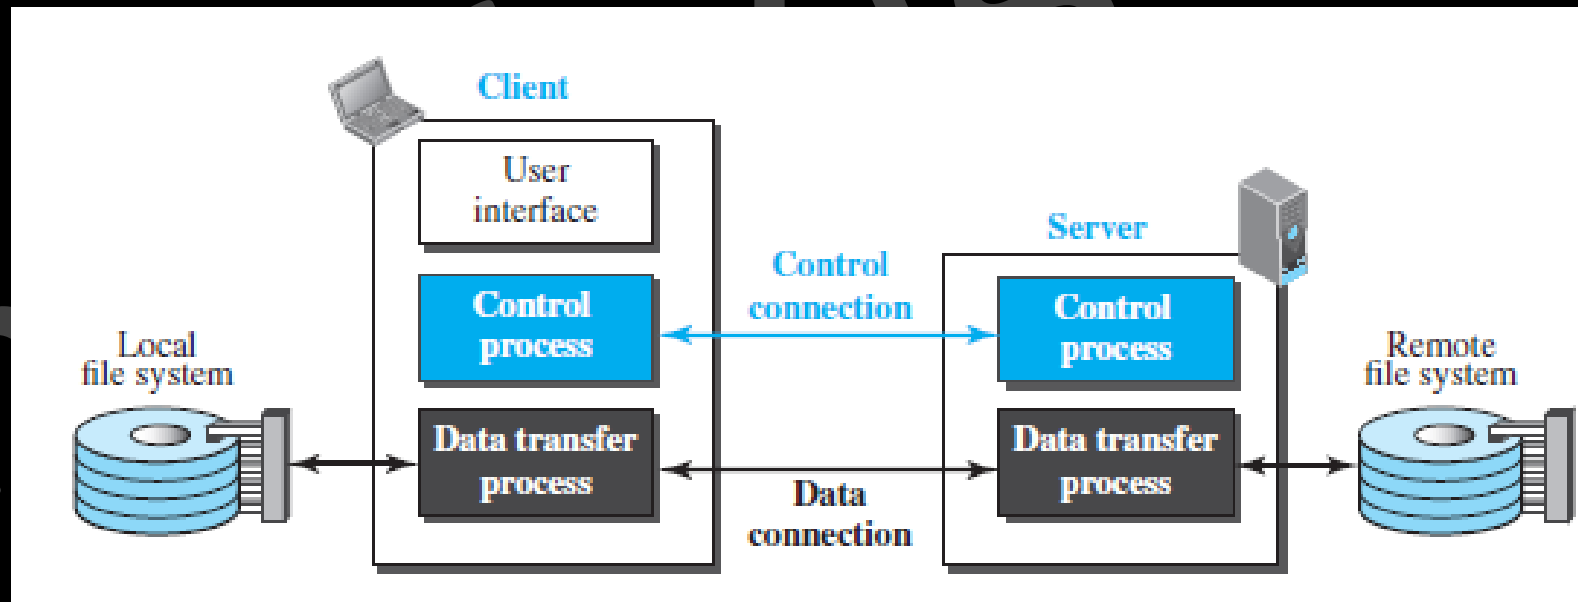 Client
User
interface
Server
Control
connection
Control
process
Control
process
Local
file system
Remote
file system
Data transfer
process
Data transfer
process
Data
connection